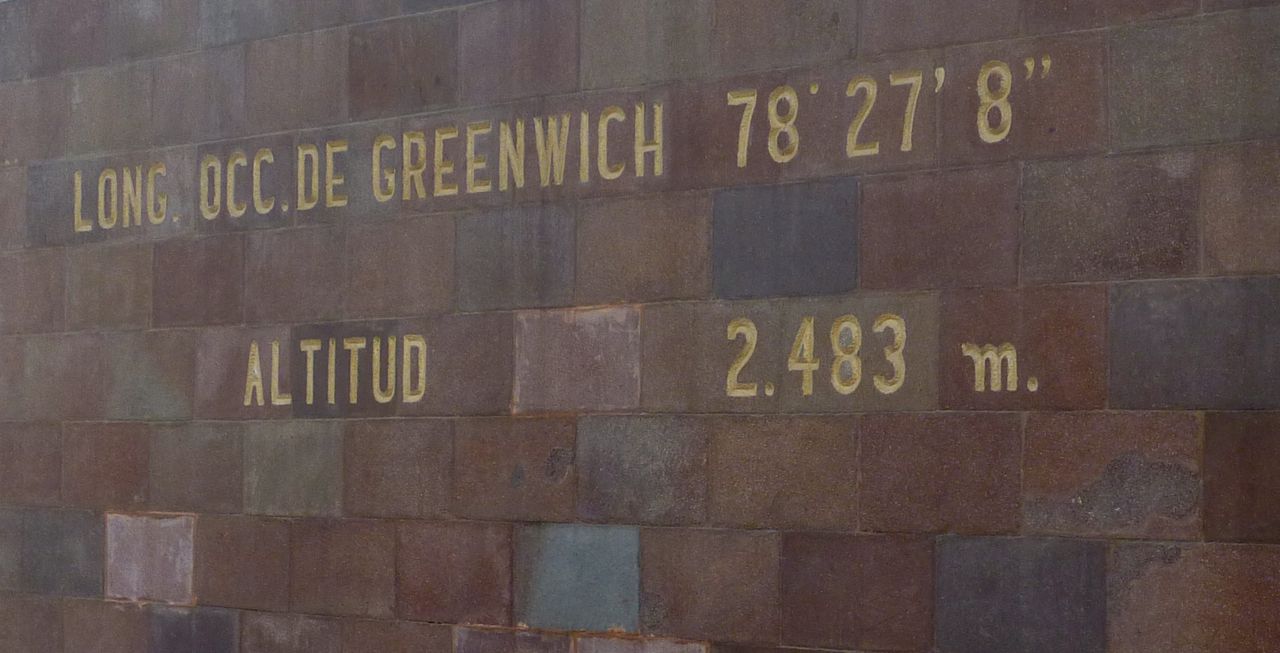 LONG. OCC. DE GREENWICH 78° 27' 8"
ALTITUD 2.483 m.